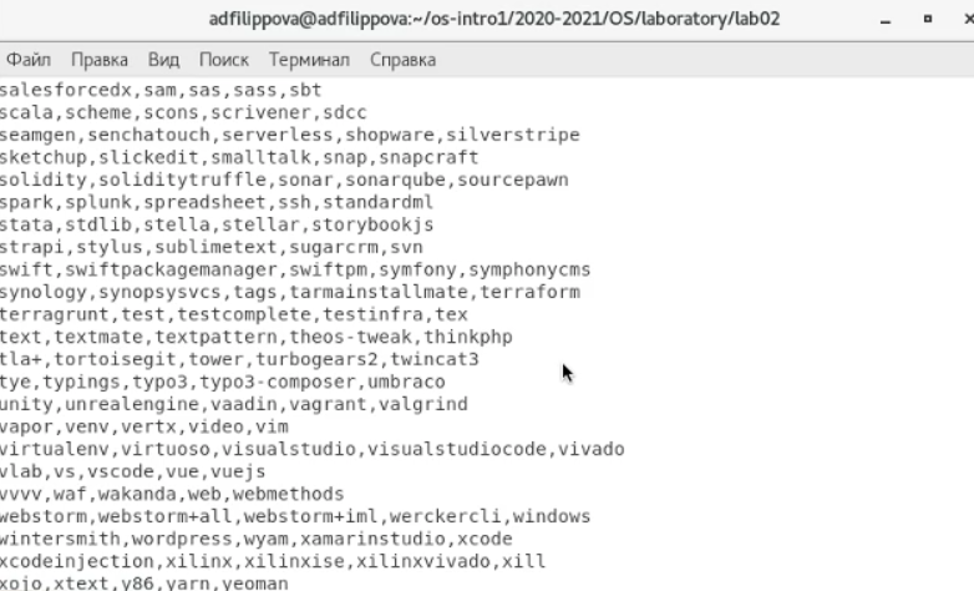 adfilippova@adfilippova:~/os-intro1/2020-2021/OS/laboratory/lab02
Файл Правка Вид Поиск Терминал Справка
salesforcedx,sam,sas,sass,sbt
scala,scheme,scons,scrivener,sdcc
seamgen,senchatouch,serverless,shopware,silverstripe
sketchup,slickedit,smalltalk,snap,snapcraft
solidity,soliditytruffle,sonar,sonarqube,sourcepawn
spark,splunk,spreadsheet,ssh,standardml
stata,stdlib,stella,stellar,storybookjs
strapi,stylus,sublimetext,sugarcrm,svn
swift,swiftpackagemanager,swiftpm,symfony,symphonycms
synology,synopsysvcs,tags,tarmainstallmate,terraform
terragrunt,test,testcomplete,testinfra,tex
text,textmate,textpattern,theos-tweak,thinkphp
tla+,tortoisegit,tower,turbogears2,twincat3
tye,typings,typo3,typo3-composer,umbraco
unity,unrealengine,vaadin,vagrant,valgrind
vapor,venv,vertx,video,vim
virtualenv,virtuoso,visualstudio,visualstudiocode,vivado
vlab,vs,vscode,vue,vuejs
vvvv,waf,wakanda,web,webmethods
webstorm,webstorm+all,webstorm+iml,werckercli,windows
wintersmith,wordpress,wyam,xamarinstudio,xcode
xcodeinjection,xilinx,xilinxise,xilinxvivado,xill
xojo,xtext,y86,yarn,yeoman